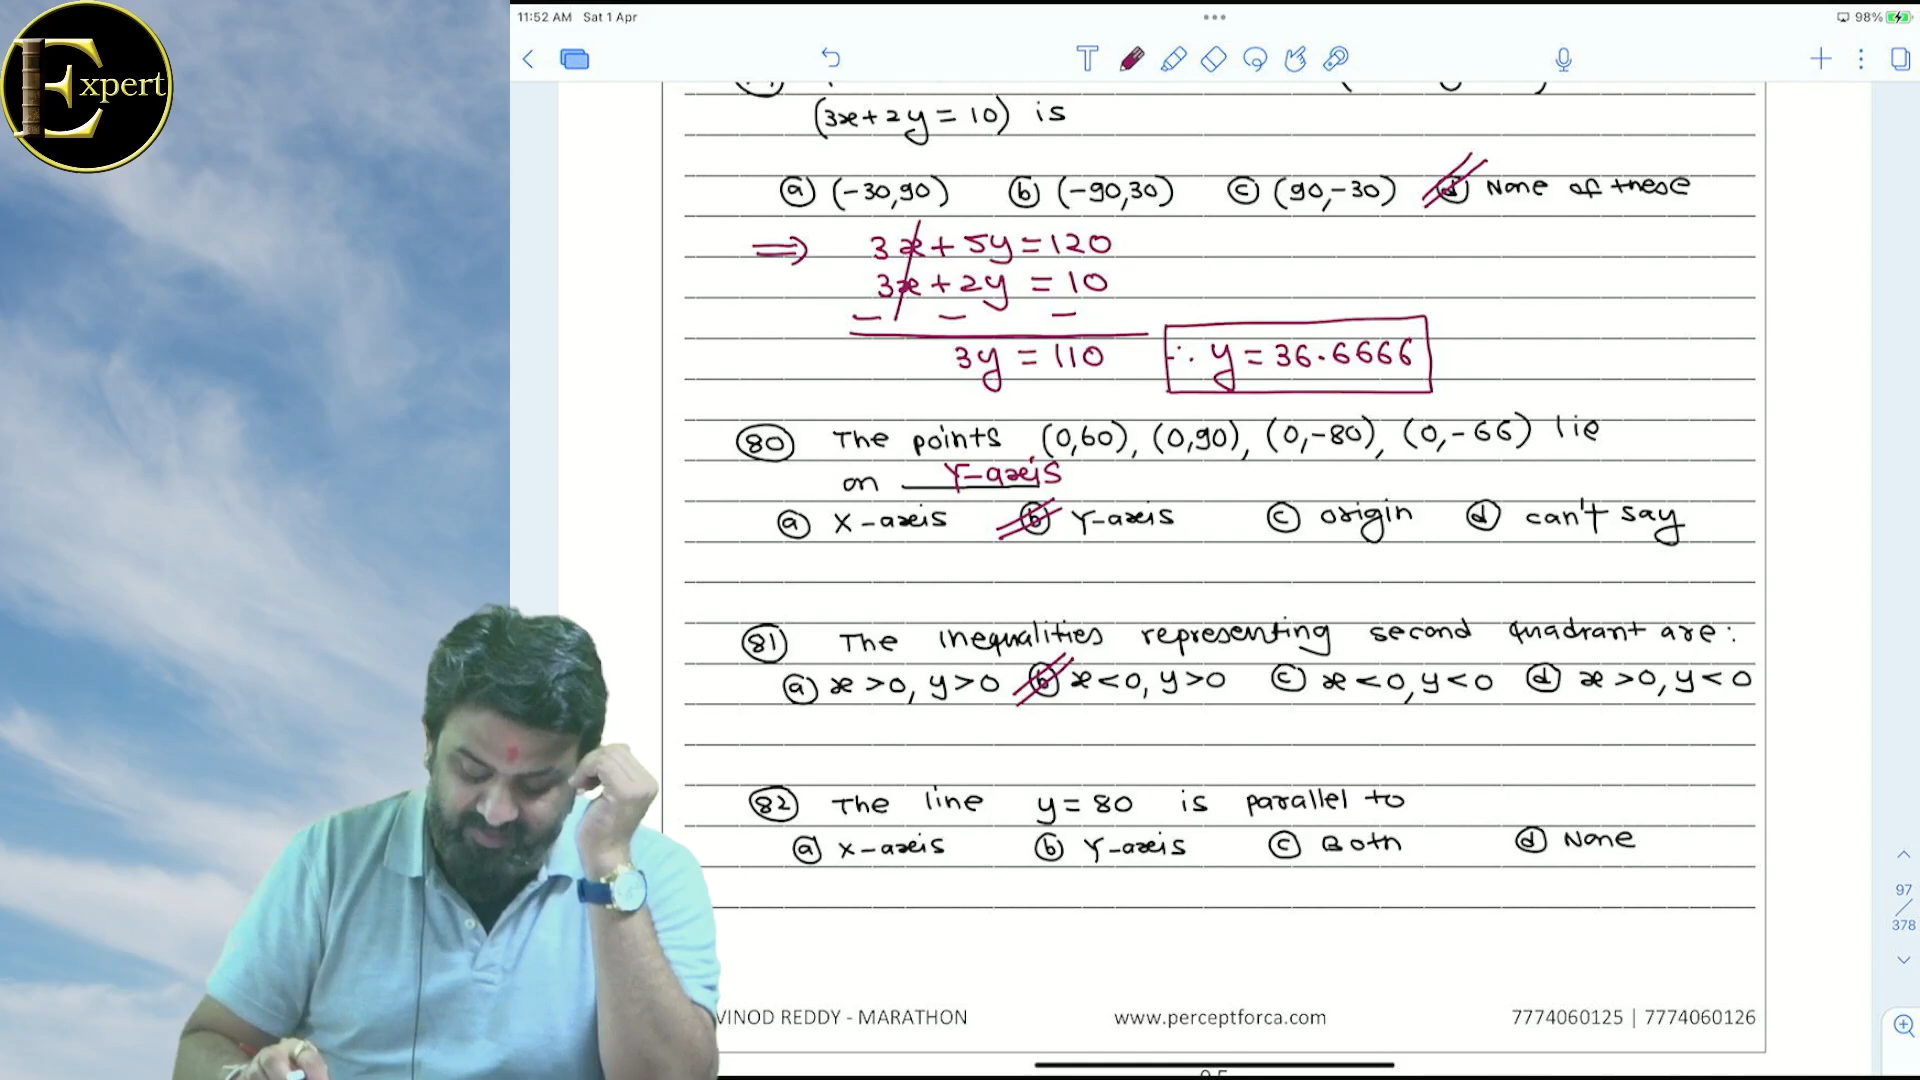 Expert
11:52 AM Sat 1 Apr
98%
(3x+2y=10) is
(a) (-30,90) (b) (-90,30) (c) (90,-30) (d) None of these
⇒ 3x+5y=120
3x+2y=10
- - -
3y=110 ∴ y=36.6666
(80) The points (0,60), (0,90), (0,-80), (0,-66) lie
on Y-axis
(a) X-axis (b) Y-axis (c) origin (d) can't say
(81) The inequalities representing second quadrant are:
(a) x>0, y>0 (b) x<0, y>0 (c) x<0, y<0 (d) x>0, y<0
(82) The line y=80 is parallel to
(a) X-axis (b) Y-axis (c) Both (d) None
97
378
VINOD REDDY - MARATHON www.perceptforca.com 7774060125 | 7774060126